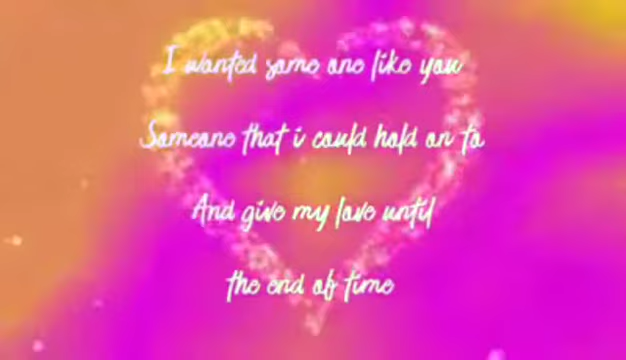 I wanted some one like you
Someone that i could hold on to
And give my love until
the end of time